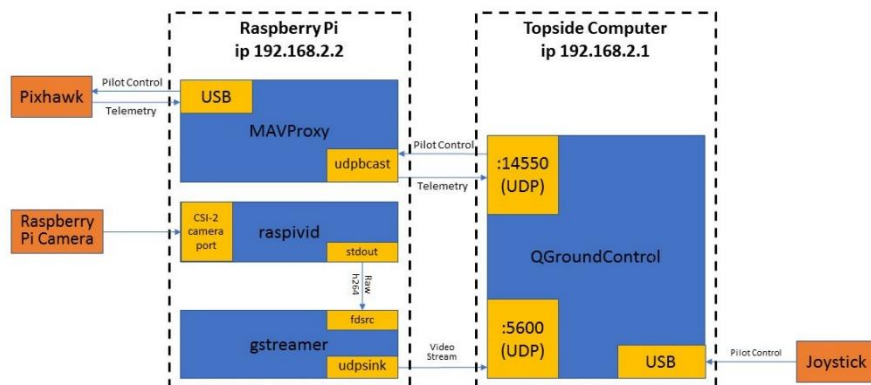 Raspberry Pi
ip 192.168.2.2
Topside Computer
ip 192.168.2.1
Pixhawk
Pilot Control
Telemetry
USB
MAVProxy
udpbcast
Pilot Control
Telemetry
:14550
(UDP)
Raspberry
Pi Camera
CSI-2
camera
port
raspivid
stdout
QGroundControl
Raw
h264
fdsrc
gstreamer
udpsink
Video
Stream
:5600
(UDP)
USB
Pilot Control
Joystick